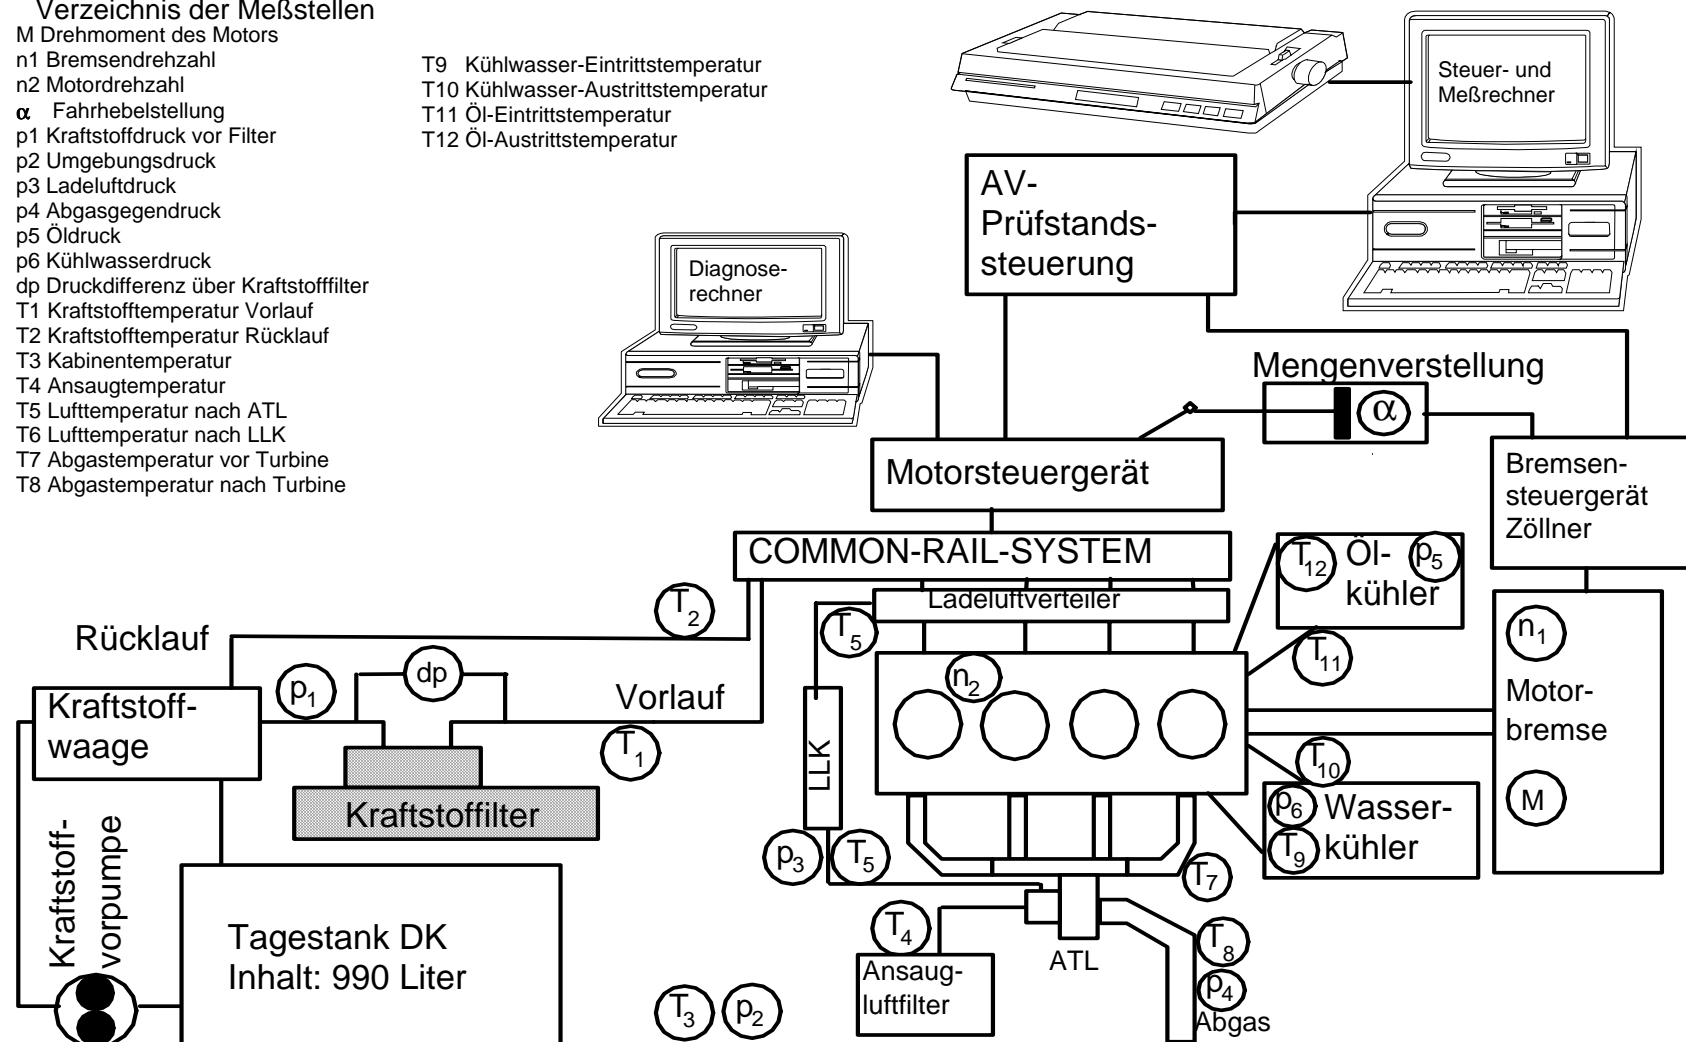 Verzeichnis der Meßstellen
M Drehmoment des Motors
n1 Bremsendrehzahl
n2 Motordrehzahl
α Fahrhebelstellung
p1 Kraftstoffdruck vor Filter
p2 Umgebungsdruck
p3 Ladeluftdruck
p4 Abgasgegendruck
p5 Öldruck
p6 Kühlwasserdruck
dp Druckdifferenz über Kraftstofffilter
T1 Kraftstofftemperatur Vorlauf
T2 Kraftstofftemperatur Rücklauf
T3 Kabinentemperatur
T4 Ansaugtemperatur
T5 Lufttemperatur nach ATL
T6 Lufttemperatur nach LLK
T7 Abgastemperatur vor Turbine
T8 Abgastemperatur nach Turbine
T9 Kühlwasser-Eintrittstemperatur
T10 Kühlwasser-Austrittstemperatur
T11 Öl-Eintrittstemperatur
T12 Öl-Austrittstemperatur
Steuer- und
Meßrechner
AV-
Prüfstands-
steuerung
Diagnose-
rechner
Mengenverstellung
α
Motorsteuergerät
Bremsen-
steuergerät
Zöllner
COMMON-RAIL-SYSTEM
T12 Öl- p5
kühler
T11
Ladeluftverteiler
T2
T5
Rücklauf
n1
n2
dp
p1
Vorlauf
Kraftstoff-
waage
T1
LLK
Motor-
bremse
T10
M
p6 Wasser-
T9 kühler
Kraftstoffilter
Kraftstoff-
vorpumpe
p3
T5
T7
T4
T8
ATL
Tagestank DK
Inhalt: 990 Liter
Ansaug-
luftfilter
p4
Abgas
T3
p2